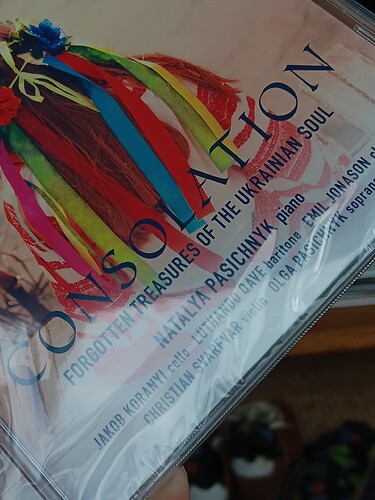 CONSOLATION
FORGOTTEN TREASURES OF THE UKRAINIAN SOUL
NATALYA PASICHNYK piano
JAKOB KORANYI cello LUTHANDO QAVE baritone EMIL JONASON cl
CHRISTIAN SVARFVAR violin OLGA PASICHNYK soprano